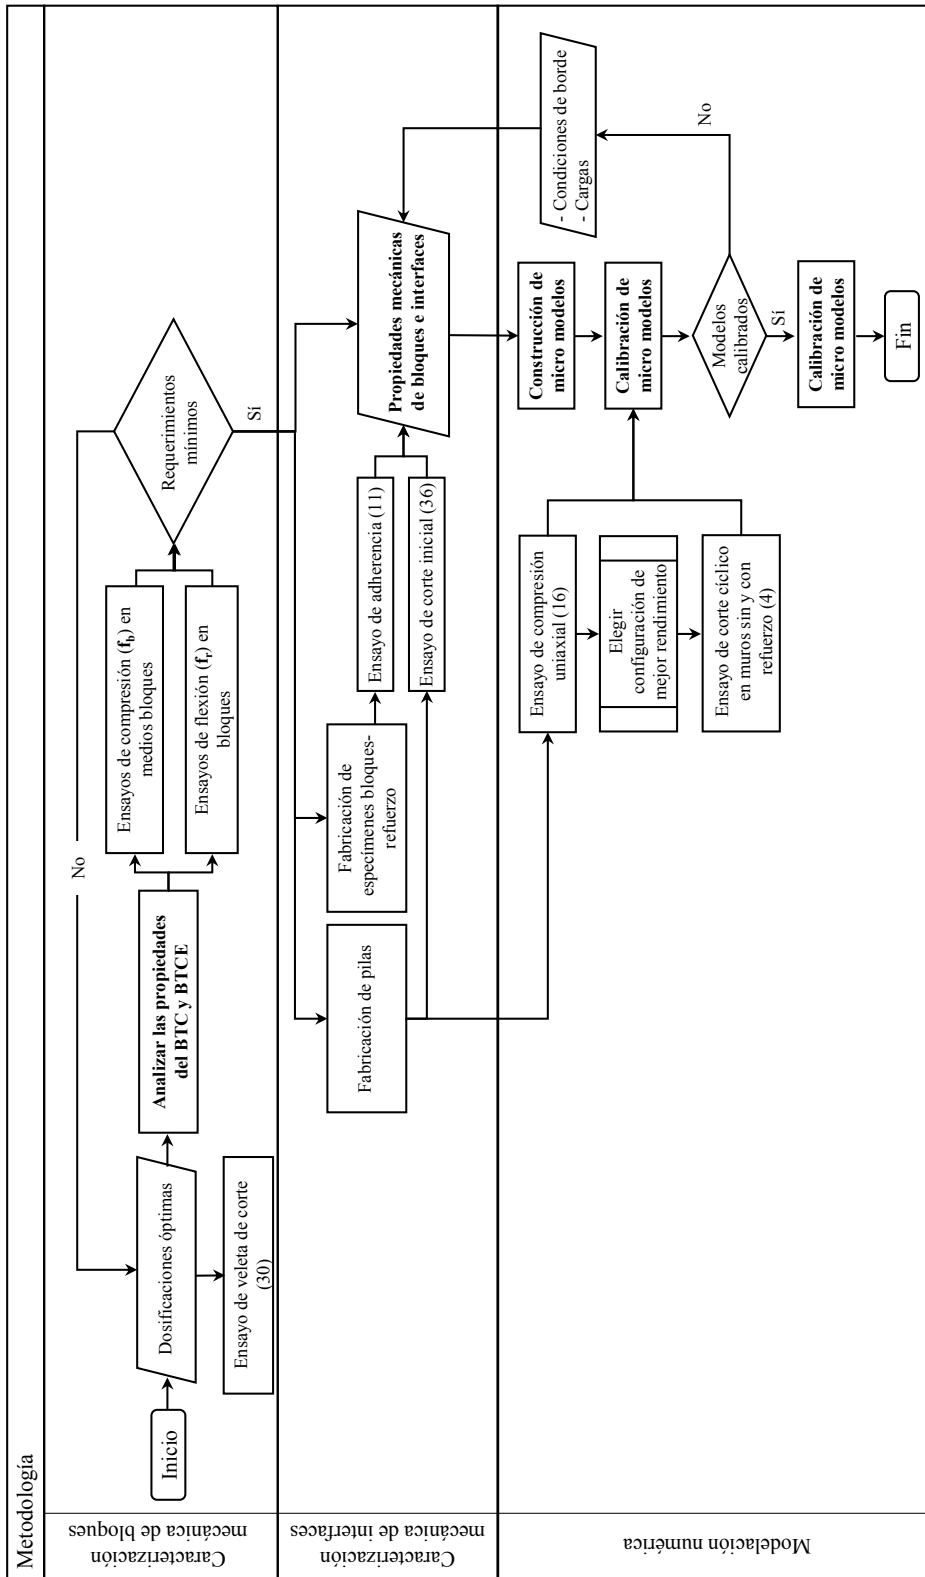 Metodología
Caracterización
mecánica de bloques
Inicio
Dosificaciones óptimas
Ensayo de veleta de corte
(30)
Analizar las propiedades
del BTC y BTCE
Ensayos de compresión (fb) en
medios bloques
Ensayos de flexión (fr) en
bloques
Requerimientos
mínimos
No
Sí
Caracterización
mecánica de interfaces
Fabricación de pilas
Fabricación de
especímenes bloques-
refuerzo
Ensayo de adherencia (11)
Ensayo de corte inicial (36)
Propiedades mecánicas
de bloques e interfaces
Modelación numérica
Ensayo de compresión
uniaxial (16)
Elegir
configuración de
mejor rendimiento
Ensayo de corte cíclico
en muros sin y con
refuerzo (4)
Construcción de
micro modelos
Calibración de
micro modelos
Modelos
calibrados
No
- Condiciones de borde
- Cargas
Sí
Calibración de
micro modelos
Fin